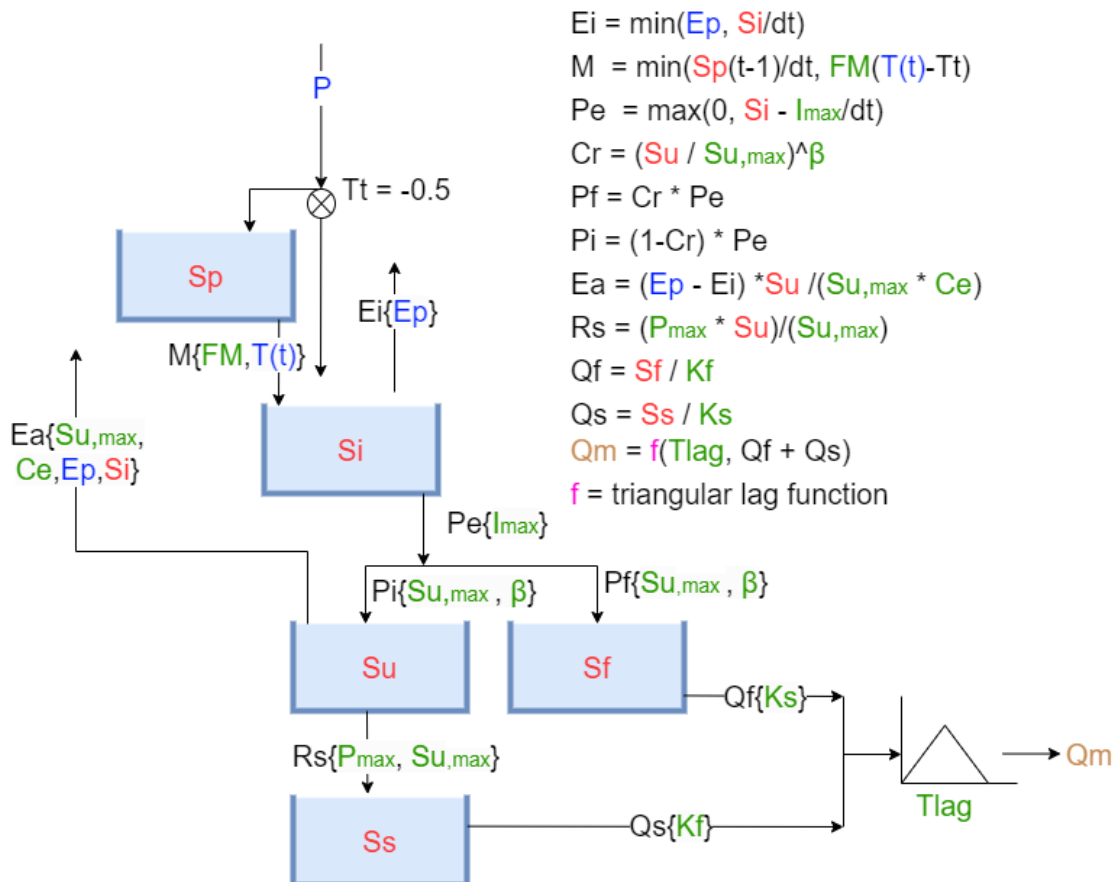 P
Tt = -0.5
Sp
Ei{Ep}
M{FM,T(t)}
Ea{Su,max,
Ce,Ep,Si}
Si
Pe{Imax}
Pi{Su,max , β}
Pf{Su,max , β}
Su
Sf
Qf{Ks}
Rs{Pmax, Su,max}
Qm
Tlag
Ss
Qs{Kf}
Ei = min(Ep, Si/dt)
M = min(Sp(t-1)/dt, FM(T(t)-Tt)
Pe = max(0, Si - Imax/dt)
Cr = (Su / Su,max)^β
Pf = Cr * Pe
Pi = (1-Cr) * Pe
Ea = (Ep - Ei) *Su /(Su,max * Ce)
Rs = (Pmax * Su)/(Su,max)
Qf = Sf / Kf
Qs = Ss / Ks
Qm = f(Tlag, Qf + Qs)
f = triangular lag function